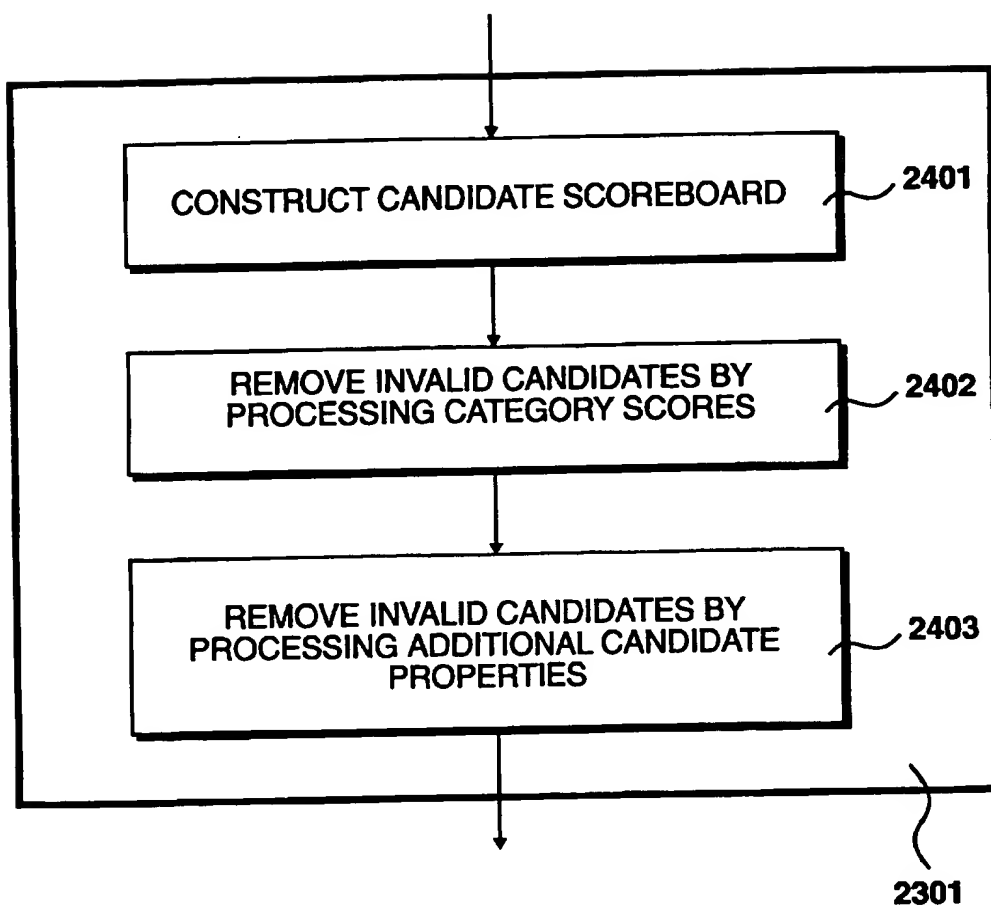 CONSTRUCT CANDIDATE SCOREBOARD
2401
REMOVE INVALID CANDIDATES BY
PROCESSING CATEGORY SCORES
2402
REMOVE INVALID CANDIDATES BY
PROCESSING ADDITIONAL CANDIDATE
PROPERTIES
2403
2301